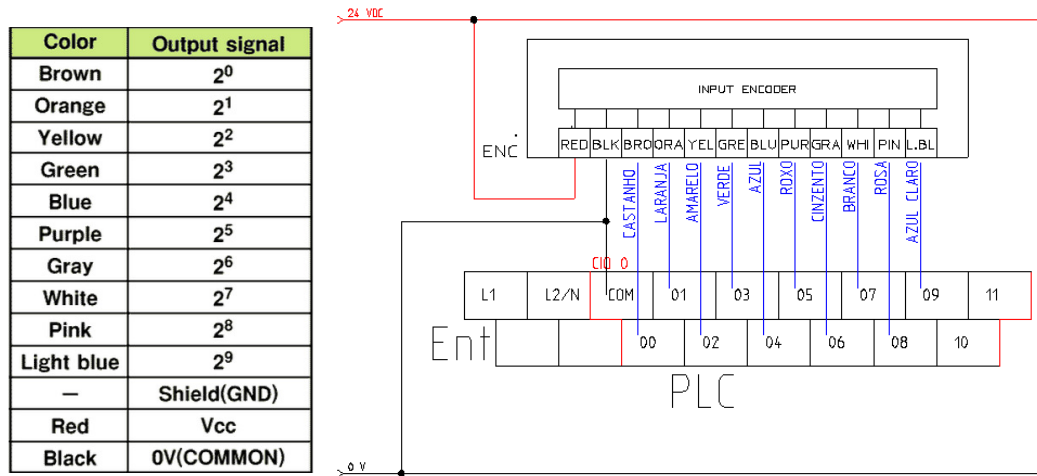 Color Output signal
Brown 2⁰
Orange 2¹
Yellow 2²
Green 2³
Blue 2⁴
Purple 2⁵
Gray 2⁶
White 2⁷
Pink 2⁸
Light blue 2⁹
— Shield(GND)
Red Vcc
Black 0V(COMMON)
24 VDC
INPUT ENCODER
ENC.
RED BLK BRO ORA YEL GRE BLU PUR GRA WHI PIN L.BL
CASTANHO
LARANJA
AMARELO
VERDE
AZUL
ROXO
CINZENTO
BRANCO
ROSA
AZUL CLARO
CIO 0
L1 L2/N COM 01 03 05 07 09 11
Ent
00 02 04 06 08 10
PLC
0 V